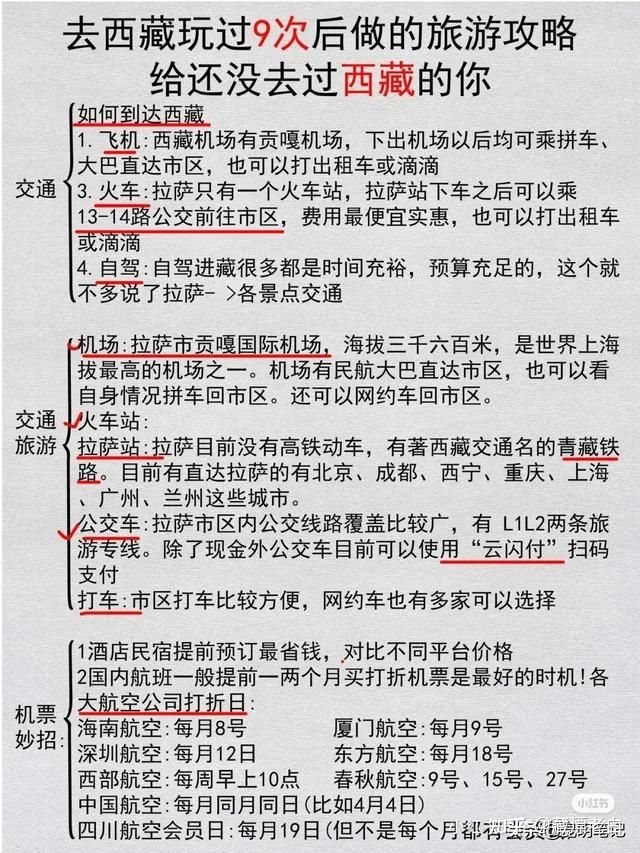 去西藏玩过9次后做的旅游攻略
给还没去过西藏的你
交通
如何到达西藏
1. 飞机:西藏机场有贡嘎机场，下出机场以后均可乘拼车、
大巴直达市区，也可以打出租车或滴滴
3. 火车:拉萨只有一个火车站，拉萨站下车之后可以乘
13-14路公交前往市区，费用最便宜实惠，也可以打出租车
或滴滴
4. 自驾:自驾进藏很多都是时间充裕，预算充足的，这个就
不多说了拉萨- >各景点交通
交通
旅游
机场:拉萨市贡嘎国际机场，海拔三千六百米，是世界上海
拔最高的机场之一。机场有民航大巴直达市区，也可以看
自身情况拼车回市区。还可以网约车回市区。
火车站:
拉萨站:拉萨目前没有高铁动车，有著西藏交通名的青藏铁
路。目前有直达拉萨的有北京、成都、西宁、重庆、上海
、广州、兰州这些城市。
公交车:拉萨市区内公交线路覆盖比较广，有 L1L2两条旅
游专线。除了现金外公交车目前可以使用“云闪付”扫码
支付
打车:市区打车比较方便，网约车也有多家可以选择
机票
妙招:
1酒店民宿提前预订最省钱，对比不同平台价格
2国内航班一般提前一两个月买打折机票是最好的时机!各
大航空公司打折日:
海南航空:每月8号 厦门航空:每月9号
深圳航空:每月12日 东方航空:每月18号
西部航空:每周早上10点 春秋航空:9号、15号、27号
中国航空:每月同月同日(比如4月4日)
四川航空会员日:每月19日(但不是每个月都有会员
小红书
知乎